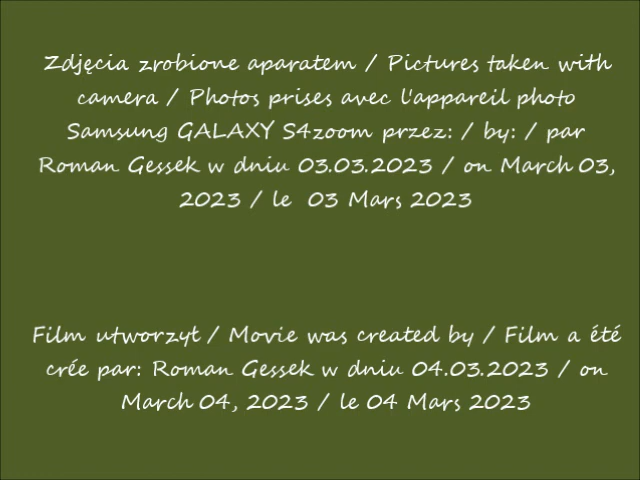 Zdjęcia zrobione aparatem / Pictures taken with
camera / Photos prises avec l'appareil photo
Samsung GALAXY S4zoom przez: / by: / par
Roman Gessek w dniu 03.03.2023 / on March 03,
2023 / le 03 Mars 2023
Film utworzył / Movie was created by / Film a été
crée par: Roman Gessek w dniu 04.03.2023 / on
March 04, 2023 / le 04 Mars 2023